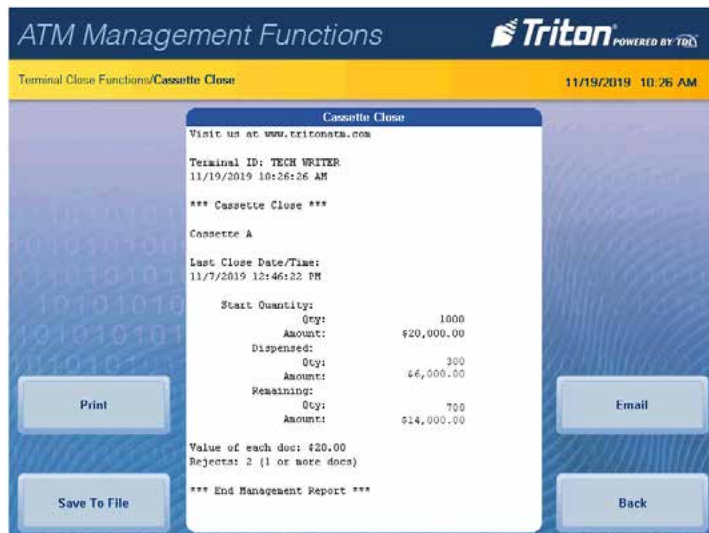 ATM Management Functions
Triton POWERED BY TDL
Terminal Close Functions/Cassette Close
11/19/2019 10:26 AM
Cassette Close
Visit us at www.tritonatm.com
Terminal ID: TECH WRITER
11/19/2019 10:26:26 AM
*** Cassette Close ***
Cassette A
Last Close Date/Time:
11/7/2019 12:46:22 PM
Start Quantity:
Qty: 1000
Amount: $20,000.00
Dispensed:
Qty: 300
Amount: $6,000.00
Remaining:
Qty: 700
Amount: $14,000.00
Value of each doc: $20.00
Rejects: 2 (1 or more docs)
*** End Management Report ***
Print
Email
Save To File
Back